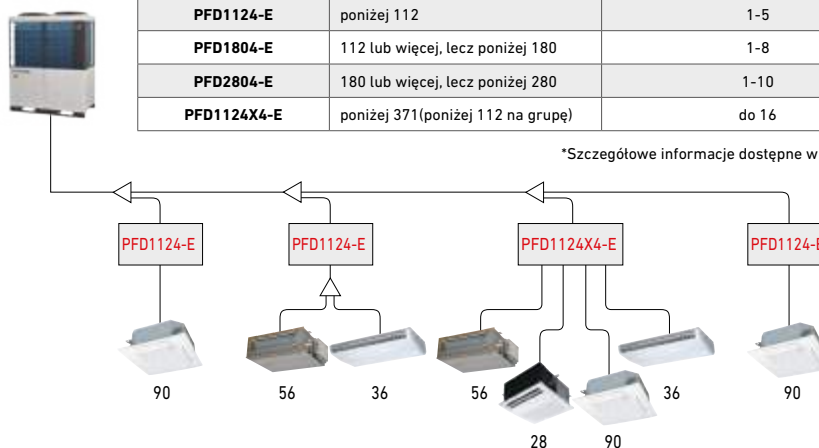 PFD1124-E poniżej 112 1-5
PFD1804-E 112 lub więcej, lecz poniżej 180 1-8
PFD2804-E 180 lub więcej, lecz poniżej 280 1-10
PFD1124X4-E poniżej 371(poniżej 112 na grupę) do 16
*Szczegółowe informacje dostępne w
PFD1124-E PFD1124-E PFD1124X4-E PFD1124-E
90 56 36 56 36 90
28 90